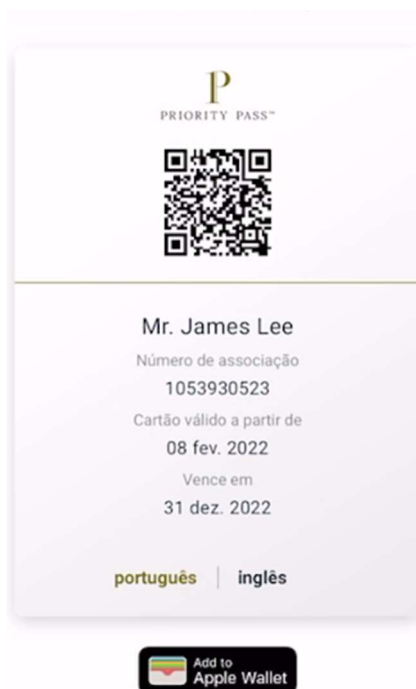 P
PRIORITY PASS™
Mr. James Lee
Número de associação
1053930523
Cartão válido a partir de
08 fev. 2022
Vence em
31 dez. 2022
português | inglês
Add to
Apple Wallet